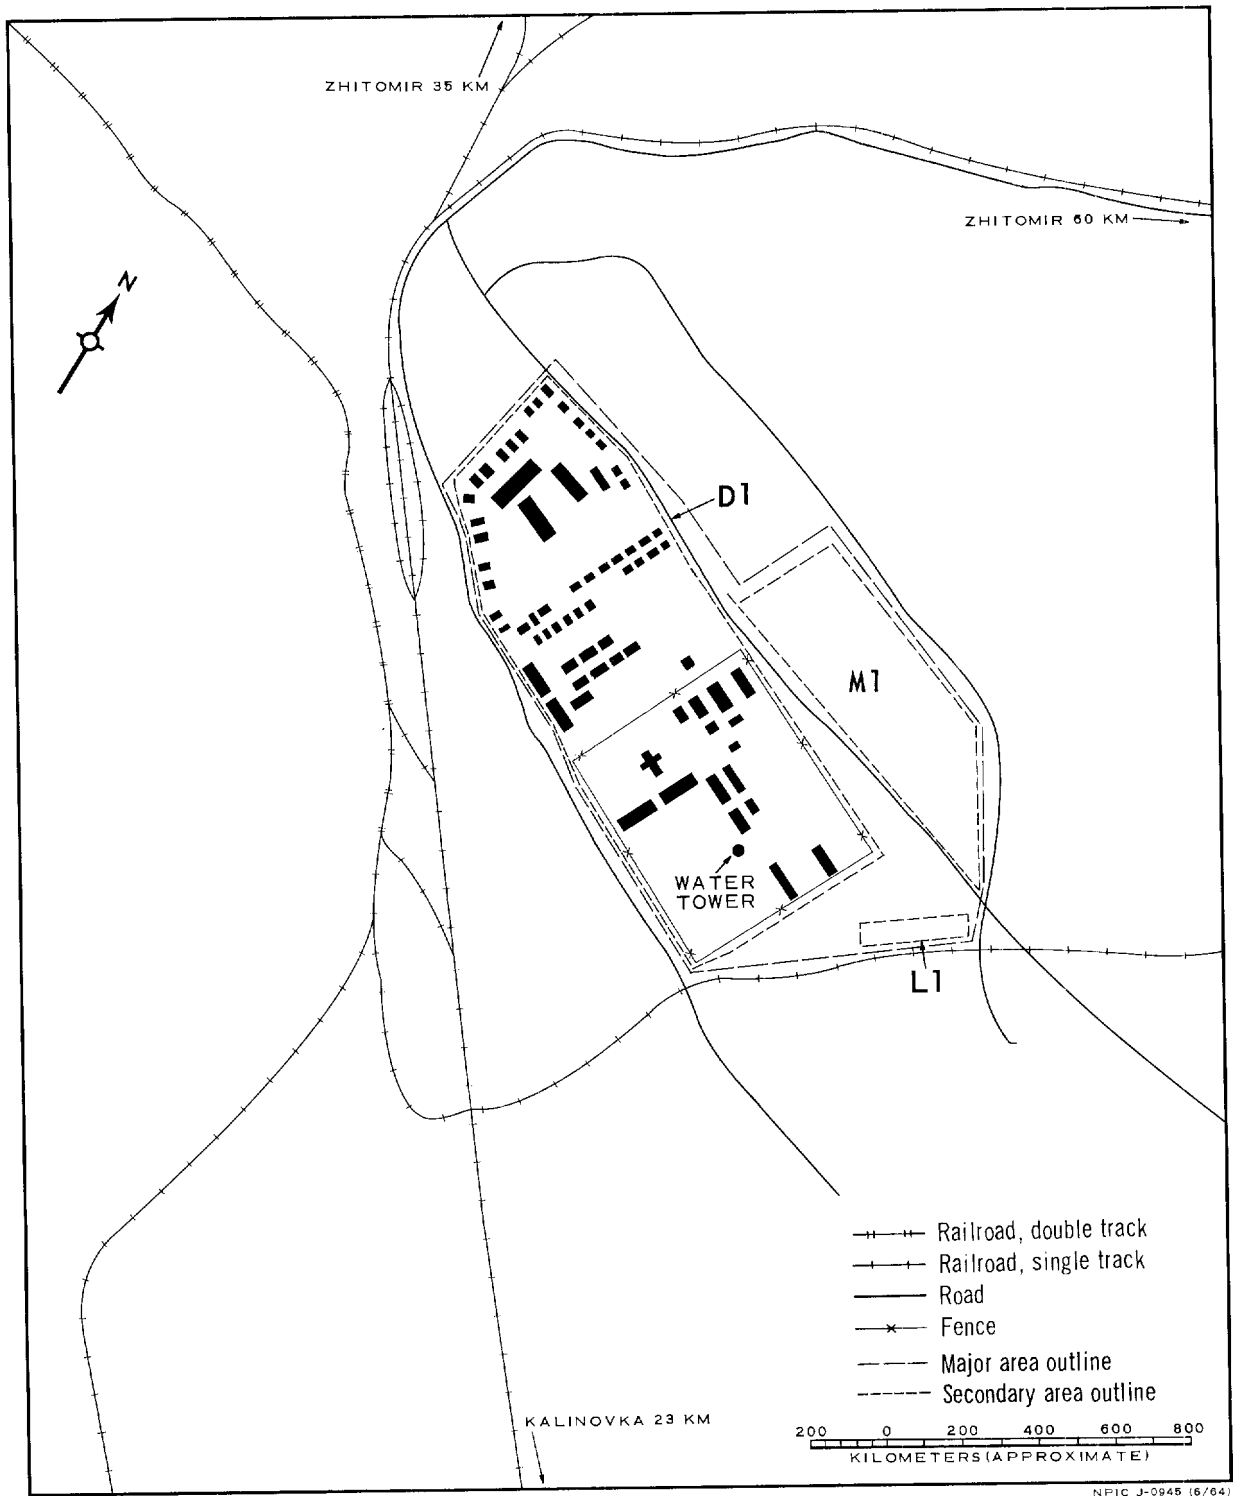 ZHITOMIR 35 KM
ZHITOMIR 60 KM
N
D1
M1
WATER
TOWER
L1
Railroad, double track
Railroad, single track
Road
Fence
Major area outline
Secondary area outline
KALINOVKA 23 KM
200 0 200 400 600 800
KILOMETERS (APPROXIMATE)
NPIC J-0945 (6/64)